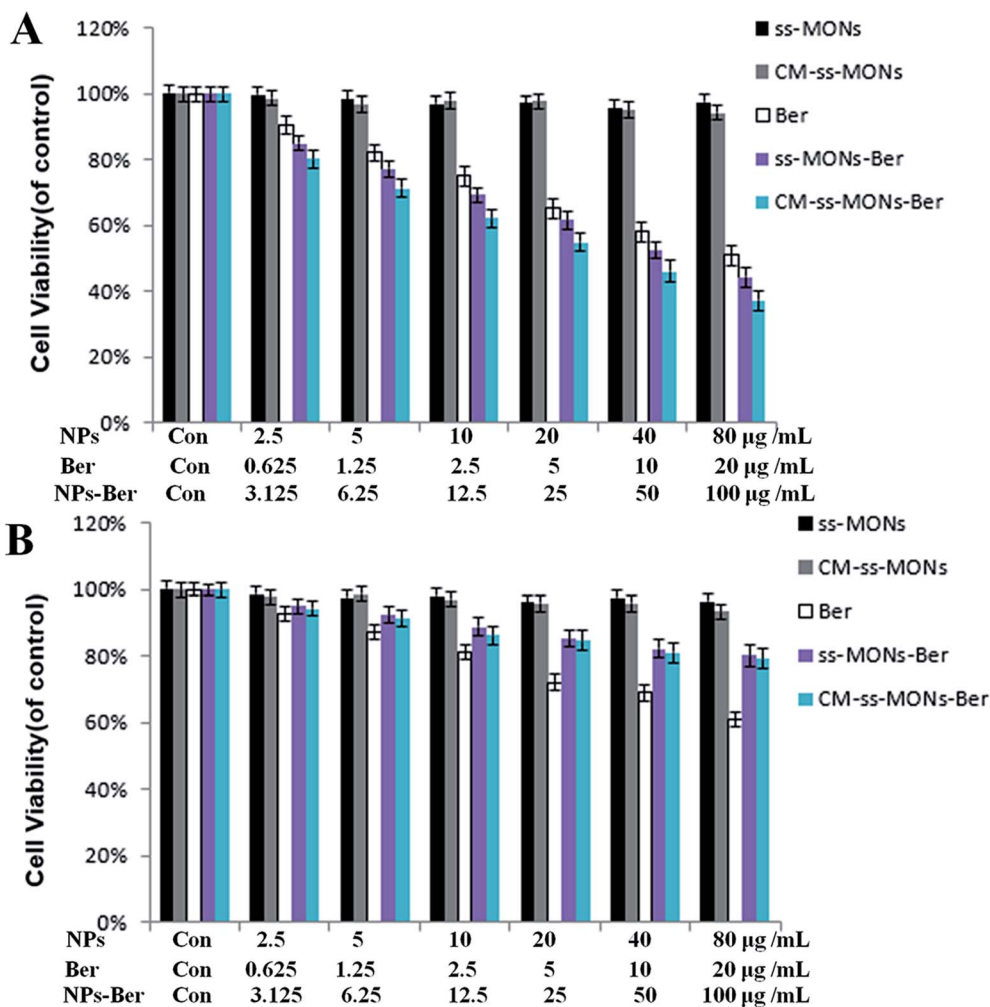 A
Cell Viability(of control)
120%
100%
80%
60%
40%
20%
0%
ss-MONs
CM-ss-MONs
Ber
ss-MONs-Ber
CM-ss-MONs-Ber
NPs Con 2.5 5 10 20 40 80 μg /mL
Ber Con 0.625 1.25 2.5 5 10 20 μg /mL
NPs-Ber Con 3.125 6.25 12.5 25 50 100 μg /mL
B
Cell Viability(of control)
120%
100%
80%
60%
40%
20%
0%
ss-MONs
CM-ss-MONs
Ber
ss-MONs-Ber
CM-ss-MONs-Ber
NPs Con 2.5 5 10 20 40 80 μg /mL
Ber Con 0.625 1.25 2.5 5 10 20 μg /mL
NPs-Ber Con 3.125 6.25 12.5 25 50 100 μg /mL